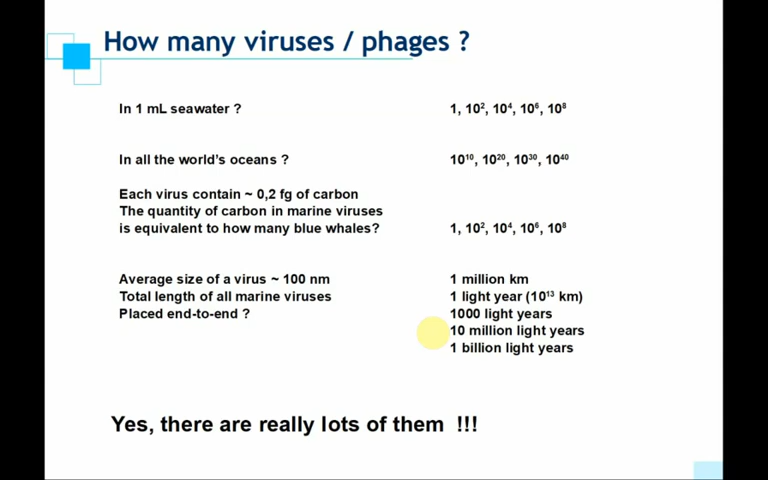 How many viruses / phages ?
In 1 mL seawater ? 1, 10², 10⁴, 10⁶, 10⁸
In all the world's oceans ? 10¹⁰, 10²⁰, 10³⁰, 10⁴⁰
Each virus contain ~ 0,2 fg of carbon
The quantity of carbon in marine viruses
is equivalent to how many blue whales? 1, 10², 10⁴, 10⁶, 10⁸
Average size of a virus ~ 100 nm 1 million km
Total length of all marine viruses 1 light year (10¹³ km)
Placed end-to-end ? 1000 light years
10 million light years
1 billion light years
Yes, there are really lots of them !!!